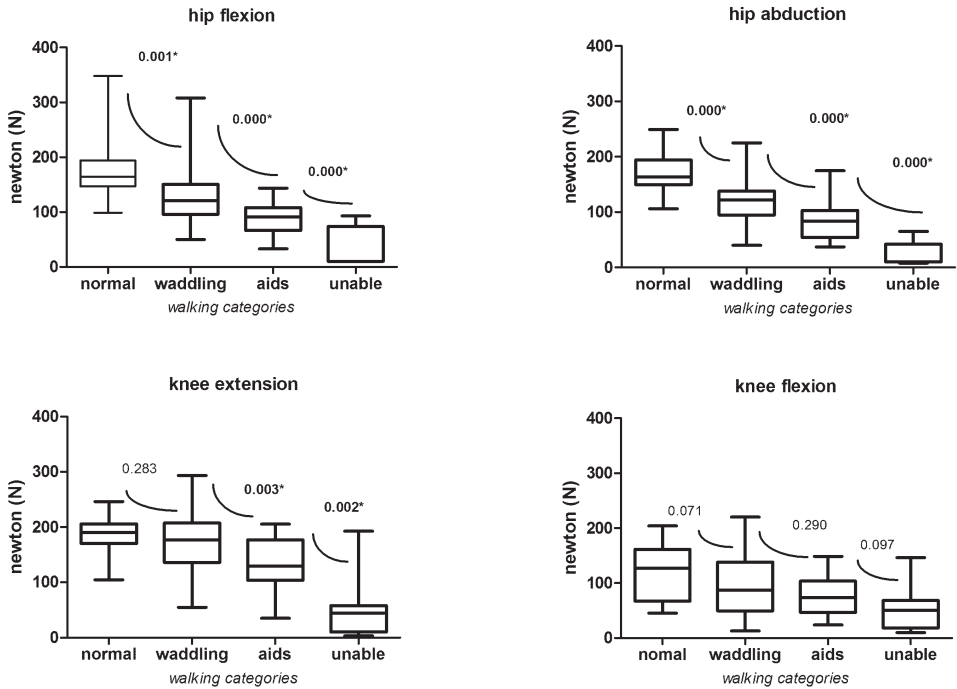 hip flexion
newton (N)
400
300
200
100
0
0.001*
0.000*
0.000*
normal waddling aids unable
walking categories
hip abduction
newton (N)
400
300
200
100
0
0.000*
0.000*
0.000*
normal waddling aids unable
walking categories
knee extension
newton (N)
400
300
200
100
0
0.283
0.003*
0.002*
normal waddling aids unable
walking categories
knee flexion
newton (N)
400
300
200
100
0
0.071
0.290
0.097
nomal waddling aids unable
walking categories